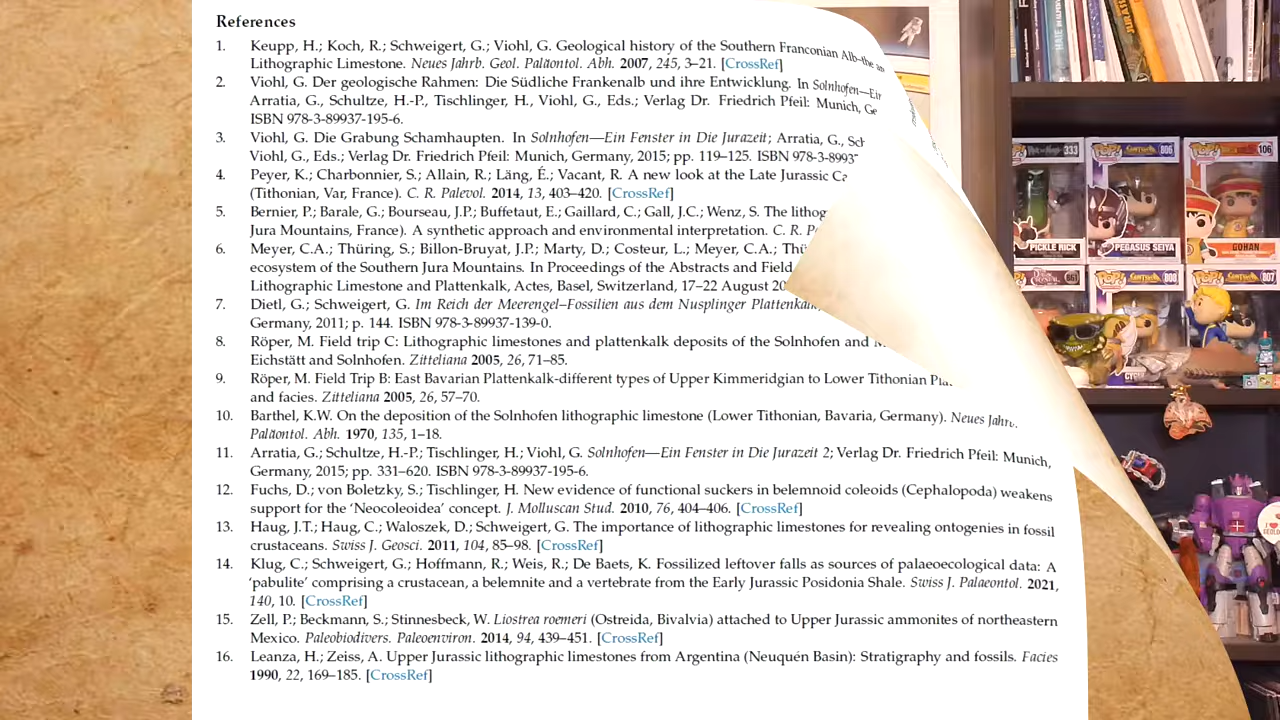 References
1. Keupp, H.; Koch, R.; Schweigert, G.; Viohl, G. Geological history of the Southern Franconian Alb–the
Lithographic Limestone. Neues Jahrb. Geol. Paläontol. Abh. 2007, 245, 3–21. [CrossRef]
2. Viohl, G. Der geologische Rahmen: Die Südliche Frankenalb und ihre Entwicklung. In Solnhofen—
Arratia, G., Schultze, H.-P., Tischlinger, H., Viohl, G., Eds.; Verlag Dr. Friedrich Pfeil: Munich,
ISBN 978-3-89937-195-6.
3. Viohl, G. Die Grabung Schamhaupten. In Solnhofen—Ein Fenster in Die Jurazeit; Arratia, G.,
Viohl, G., Eds.; Verlag Dr. Friedrich Pfeil: Munich, Germany, 2015; pp. 119–125. ISBN 978-3-8993
4. Peyer, K.; Charbonnier, S.; Allain, R.; Läng, É.; Vacant, R. A new look at the Late Jurassic
(Tithonian, Var, France). C. R. Palevol. 2014, 13, 403–420. [CrossRef]
5. Bernier, P.; Barale, G.; Bourseau, J.P.; Buffetaut, E.; Gaillard, C.; Gall, J.C.; Wenz, S. The lithog
Jura Mountains, France). A synthetic approach and environmental interpretation. C. R.
6. Meyer, C.A.; Thüring, S.; Billon-Bruyat, J.P.; Marty, D.; Costeur, L.; Meyer, C.A.; Thü
ecosystem of the Southern Jura Mountains. In Proceedings of the Abstracts and Field
Lithographic Limestone and Plattenkalk, Actes, Basel, Switzerland, 17–22 August 20
7. Dietl, G.; Schweigert, G. Im Reich der Meerengel–Fossilien aus dem Nusplinger Plattenkalk,
Germany, 2011; p. 144. ISBN 978-3-89937-139-0.
8. Röper, M. Field trip C: Lithographic limestones and plattenkalk deposits of the Solnhofen and
Eichstätt and Solnhofen. Zitteliana 2005, 26, 71–85.
9. Röper, M. Field Trip B: East Bavarian Plattenkalk-different types of Upper Kimmeridgian to Lower Tithonian
and facies. Zitteliana 2005, 26, 57–70.
10. Barthel, K.W. On the deposition of the Solnhofen lithographic limestone (Lower Tithonian, Bavaria, Germany). Neues Jahrb.
Paläontol. Abh. 1970, 135, 1–18.
11. Arratia, G.; Schultze, H.-P.; Tischlinger, H.; Viohl, G. Solnhofen—Ein Fenster in Die Jurazeit 2; Verlag Dr. Friedrich Pfeil: Munich,
Germany, 2015; pp. 331–620. ISBN 978-3-89937-195-6.
12. Fuchs, D.; von Boletzky, S.; Tischlinger, H. New evidence of functional suckers in belemnoid coleoids (Cephalopoda) weakens
support for the ‘Neocoleoidea’ concept. J. Molluscan Stud. 2010, 76, 404–406. [CrossRef]
13. Haug, J.T.; Haug, C.; Waloszek, D.; Schweigert, G. The importance of lithographic limestones for revealing ontogenies in fossil
crustaceans. Swiss J. Geosci. 2011, 104, 85–98. [CrossRef]
14. Klug, C.; Schweigert, G.; Hoffmann, R.; Weis, R.; De Baets, K. Fossilized leftover falls as sources of palaeoecological data: A
‘pabulite’ comprising a crustacean, a belemnite and a vertebrate from the Early Jurassic Posidonia Shale. Swiss J. Palaeontol. 2021,
140, 10. [CrossRef]
15. Zell, P.; Beckmann, S.; Stinnesbeck, W. Liostrea roemeri (Ostreida, Bivalvia) attached to Upper Jurassic ammonites of northeastern
Mexico. Paleobiodivers. Paleoenviron. 2014, 94, 439–451. [CrossRef]
16. Leanza, H.; Zeiss, A. Upper Jurassic lithographic limestones from Argentina (Neuquén Basin): Stratigraphy and fossils. Facies
1990, 22, 169–185. [CrossRef]
333
POP! 806
106
PICKLE RICK
PEGASUS SEIYA
GOHAN
861
POP! 808
POP! 807